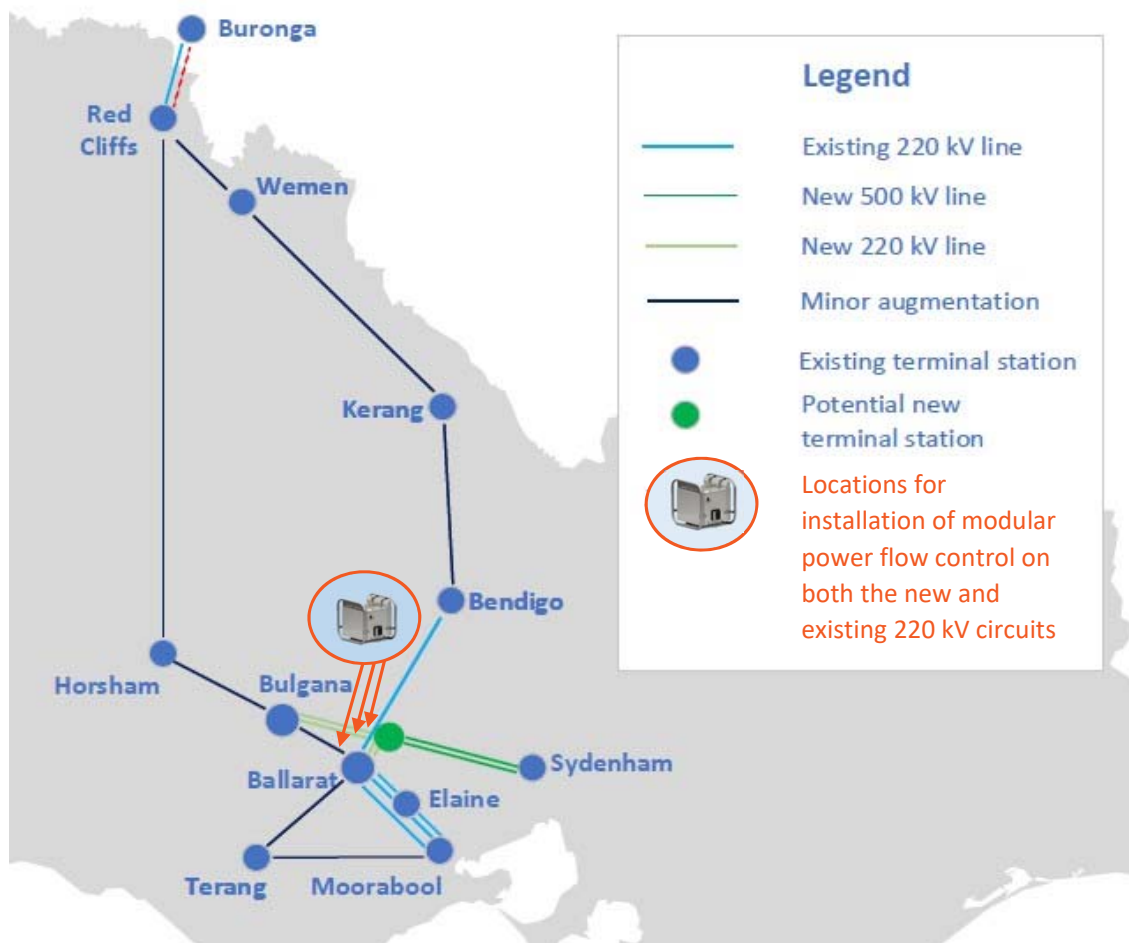 Buronga
Red
Cliffs
Wemen
Kerang
Bendigo
Horsham
Bulgana
Ballarat
Sydenham
Elaine
Terang
Moorabool
Legend
Existing 220 kV line
New 500 kV line
New 220 kV line
Minor augmentation
Existing terminal station
Potential new
terminal station
Locations for
installation of modular
power flow control on
both the new and
existing 220 kV circuits